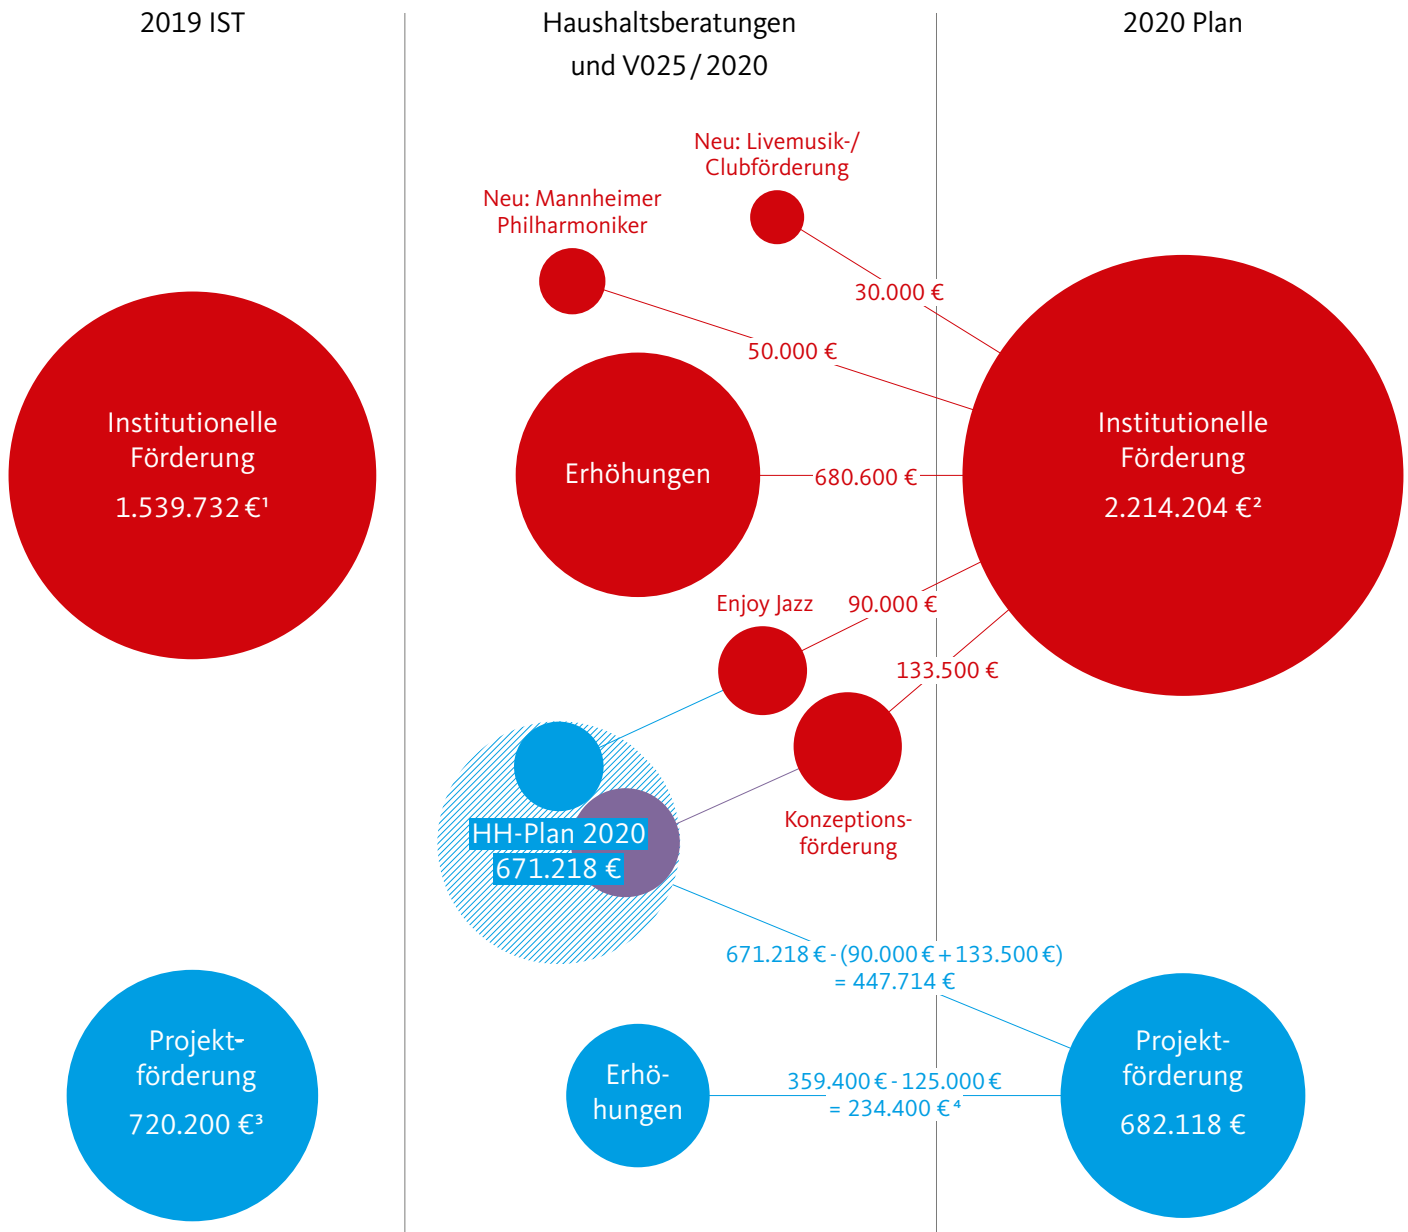 2019 IST
Haushaltsberatungen
und V025 / 2020
2020 Plan
Neu: Livemusik-/
Clubförderung
Neu: Mannheimer
Philharmoniker
30.000 €
50.000 €
Institutionelle
Förderung
1.539.732 €¹
Erhöhungen
680.600 €
Institutionelle
Förderung
2.214.204 €²
Enjoy Jazz
90.000 €
133.500 €
HH-Plan 2020
671.218 €
Konzeptions-
förderung
671.218 € - (90.000 € + 133.500 €)
= 447.714 €
Projekt-
förderung
720.200 €³
Erhö-
hungen
359.400 € - 125.000 €
= 234.400 €⁴
Projekt-
förderung
682.118 €